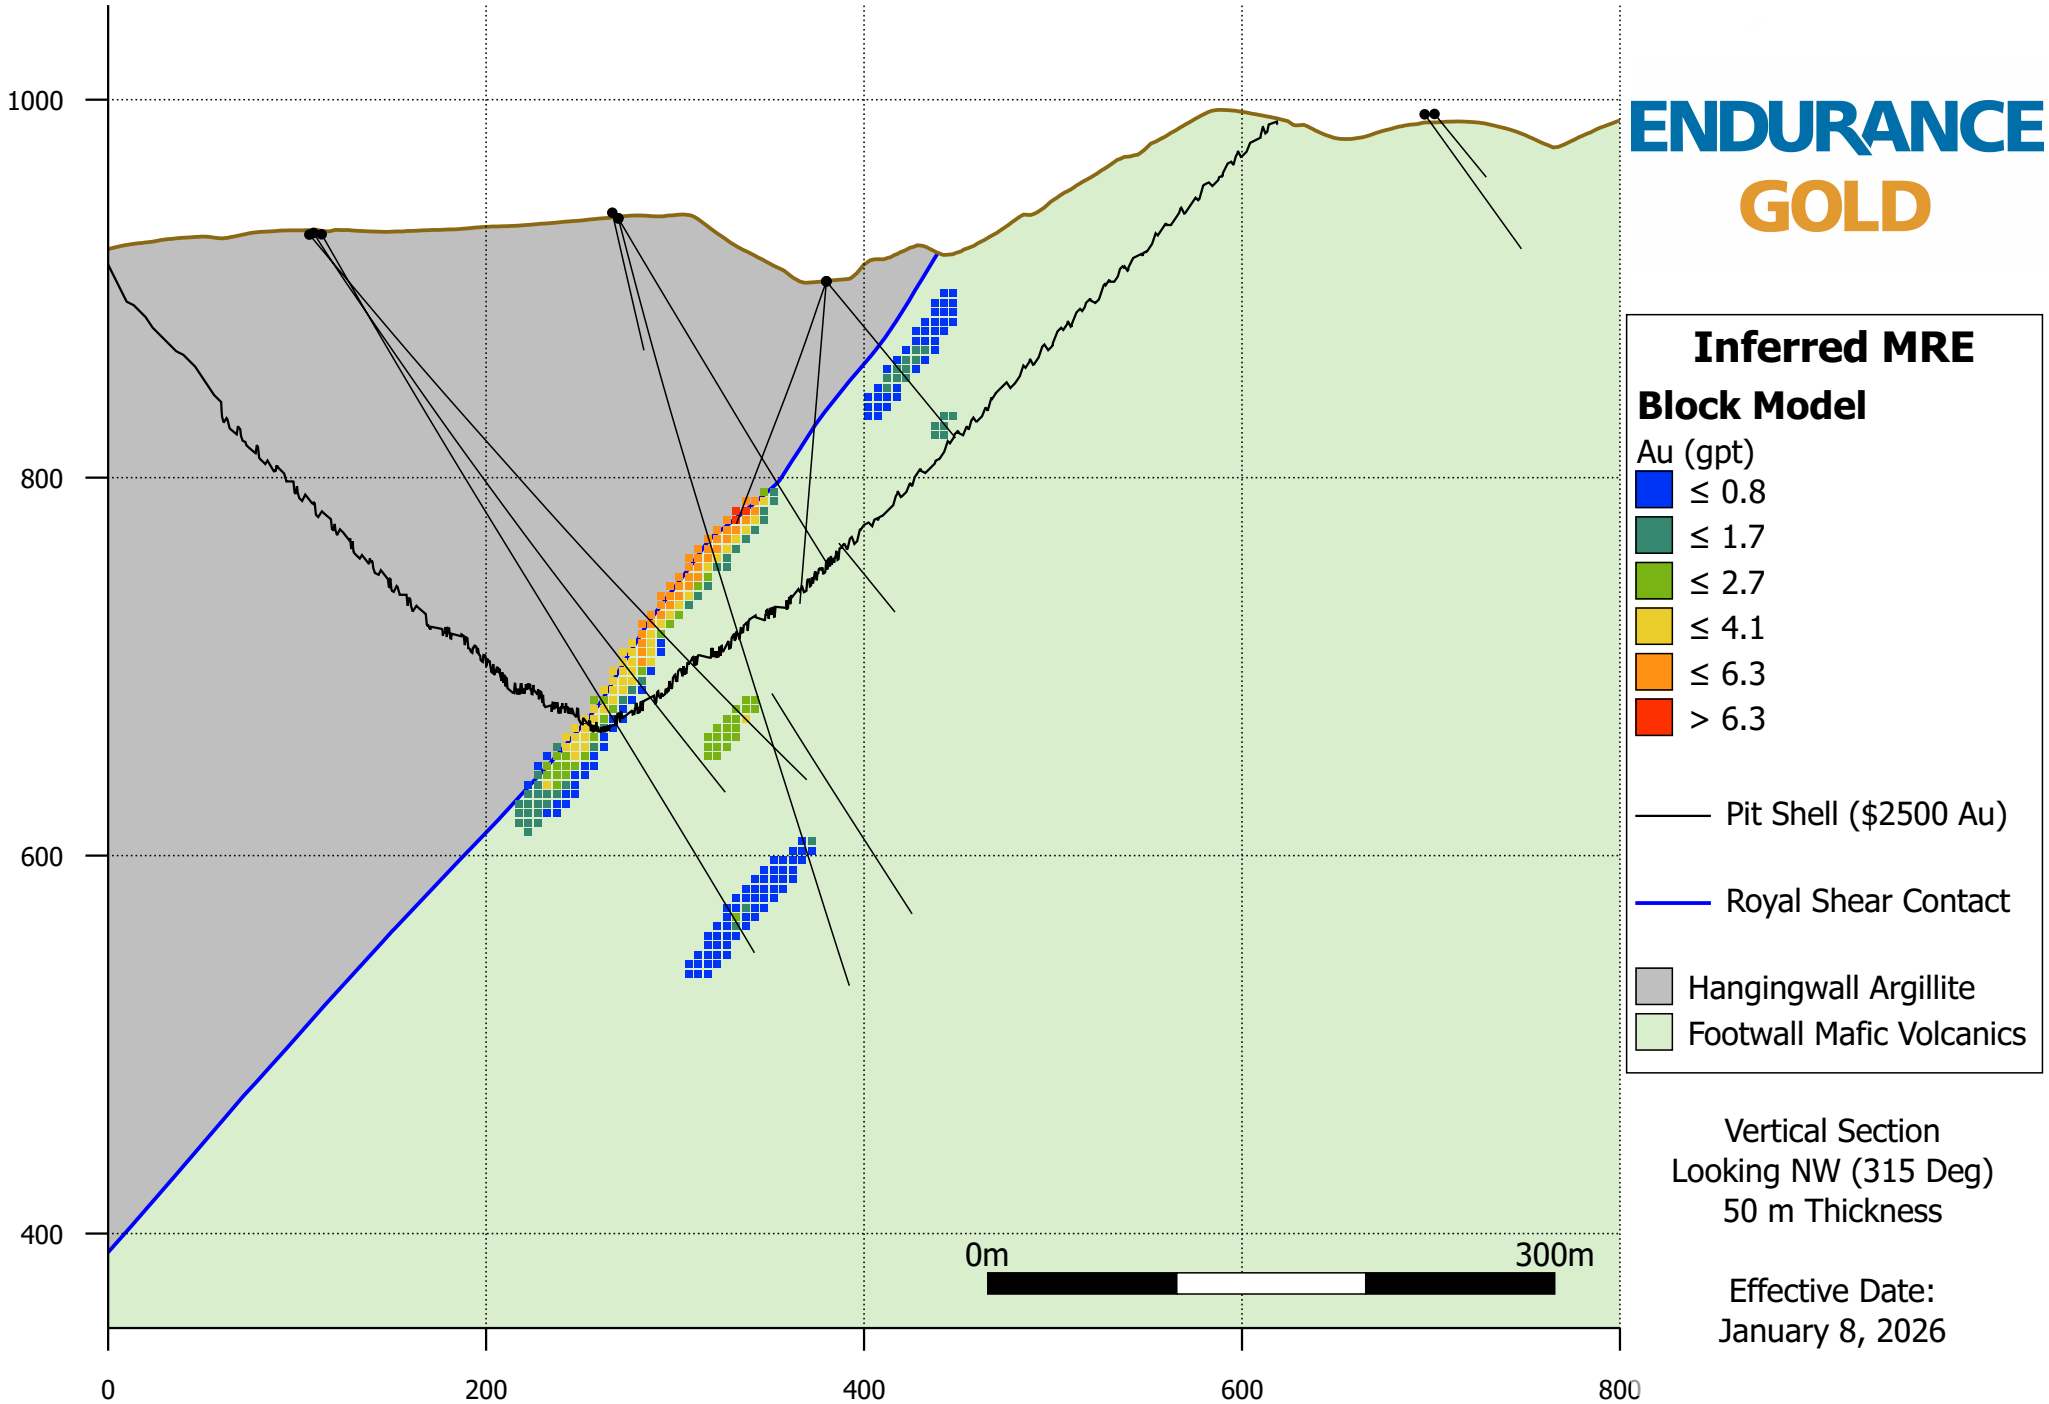 1000
800
600
400
0
200
400
600
800
0m
300m
ENDURANCE
GOLD
Inferred MRE
Block Model
Au (gpt)
≤ 0.8
≤ 1.7
≤ 2.7
≤ 4.1
≤ 6.3
> 6.3
Pit Shell ($2500 Au)
Royal Shear Contact
Hangingwall Argillite
Footwall Mafic Volcanics
Vertical Section
Looking NW (315 Deg)
50 m Thickness
Effective Date:
January 8, 2026